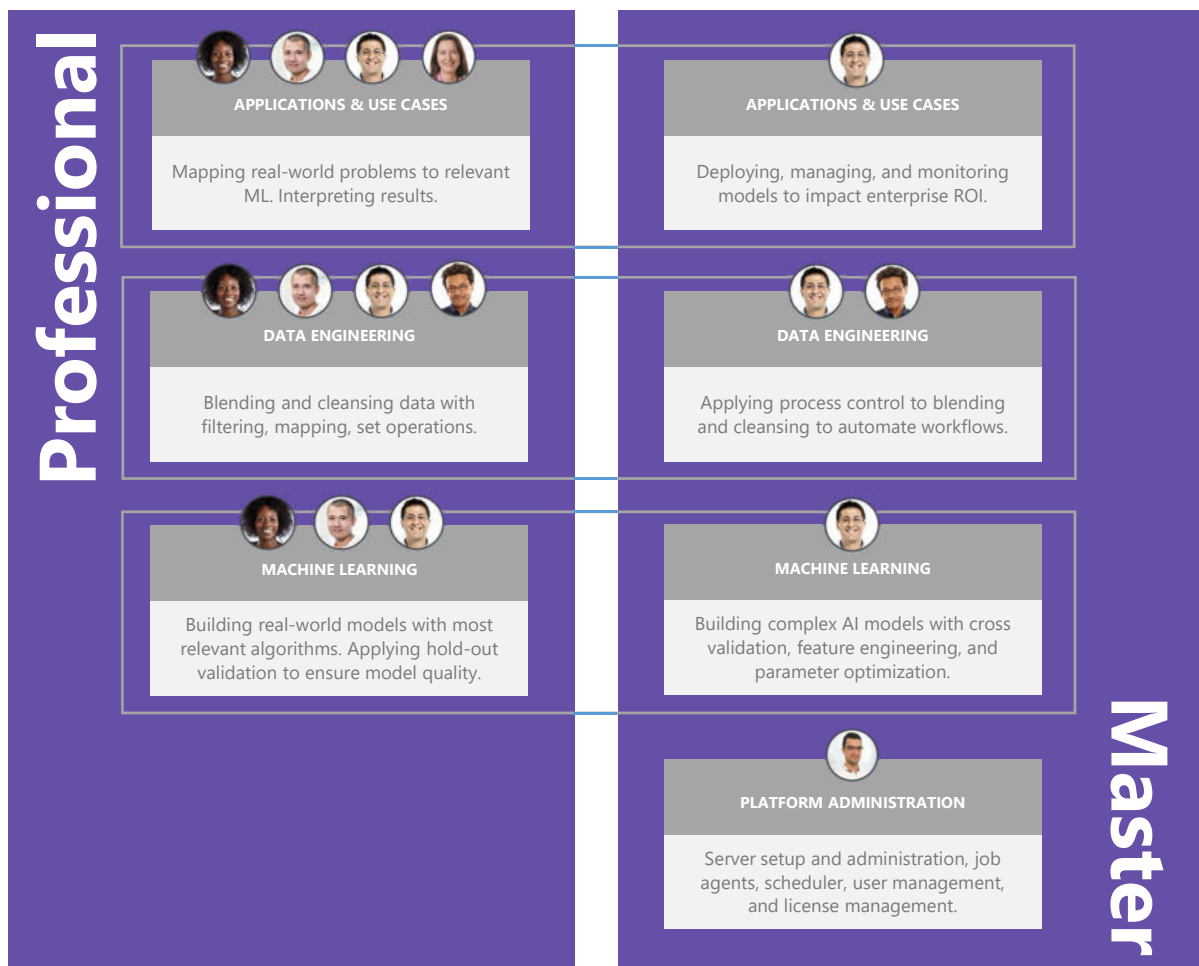 Professional
APPLICATIONS & USE CASES
Mapping real-world problems to relevant
ML. Interpreting results.
DATA ENGINEERING
Blending and cleansing data with
filtering, mapping, set operations.
MACHINE LEARNING
Building real-world models with most
relevant algorithms. Applying hold-out
validation to ensure model quality.
APPLICATIONS & USE CASES
Deploying, managing, and monitoring
models to impact enterprise ROI.
DATA ENGINEERING
Applying process control to blending
and cleansing to automate workflows.
MACHINE LEARNING
Building complex AI models with cross
validation, feature engineering, and
parameter optimization.
PLATFORM ADMINISTRATION
Server setup and administration, job
agents, scheduler, user management,
and license management.
Master